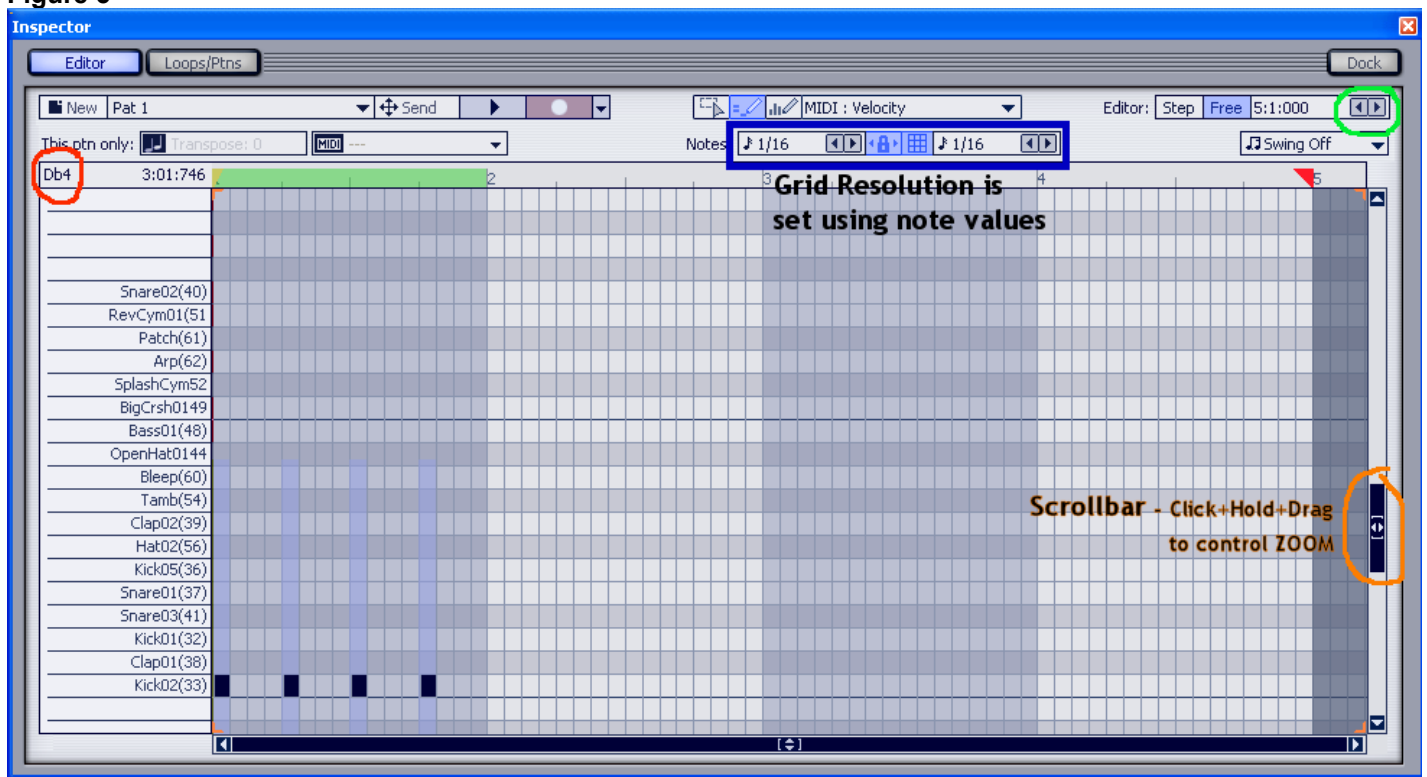 Inspector
Editor Loops/Ptns Dock
New Pat 1 Send MIDI : Velocity Editor: Step Free 5:1:000
This ptn only: Transpose: 0 MIDI --- Notes 1/16 1/16 Swing Off
Db4 3:01:746 2 3 4 5
Grid Resolution is
set using note values
Snare02(40)
RevCym01(51
Patch(61)
Arp(62)
SplashCym52
BigCrsh0149
Bass01(48)
OpenHat0144
Bleep(60)
Tamb(54)
Scrollbar - Click+Hold+Drag
to control ZOOM
Clap02(39)
Hat02(56)
Kick05(36)
Snare01(37)
Snare03(41)
Kick01(32)
Clap01(38)
Kick02(33)